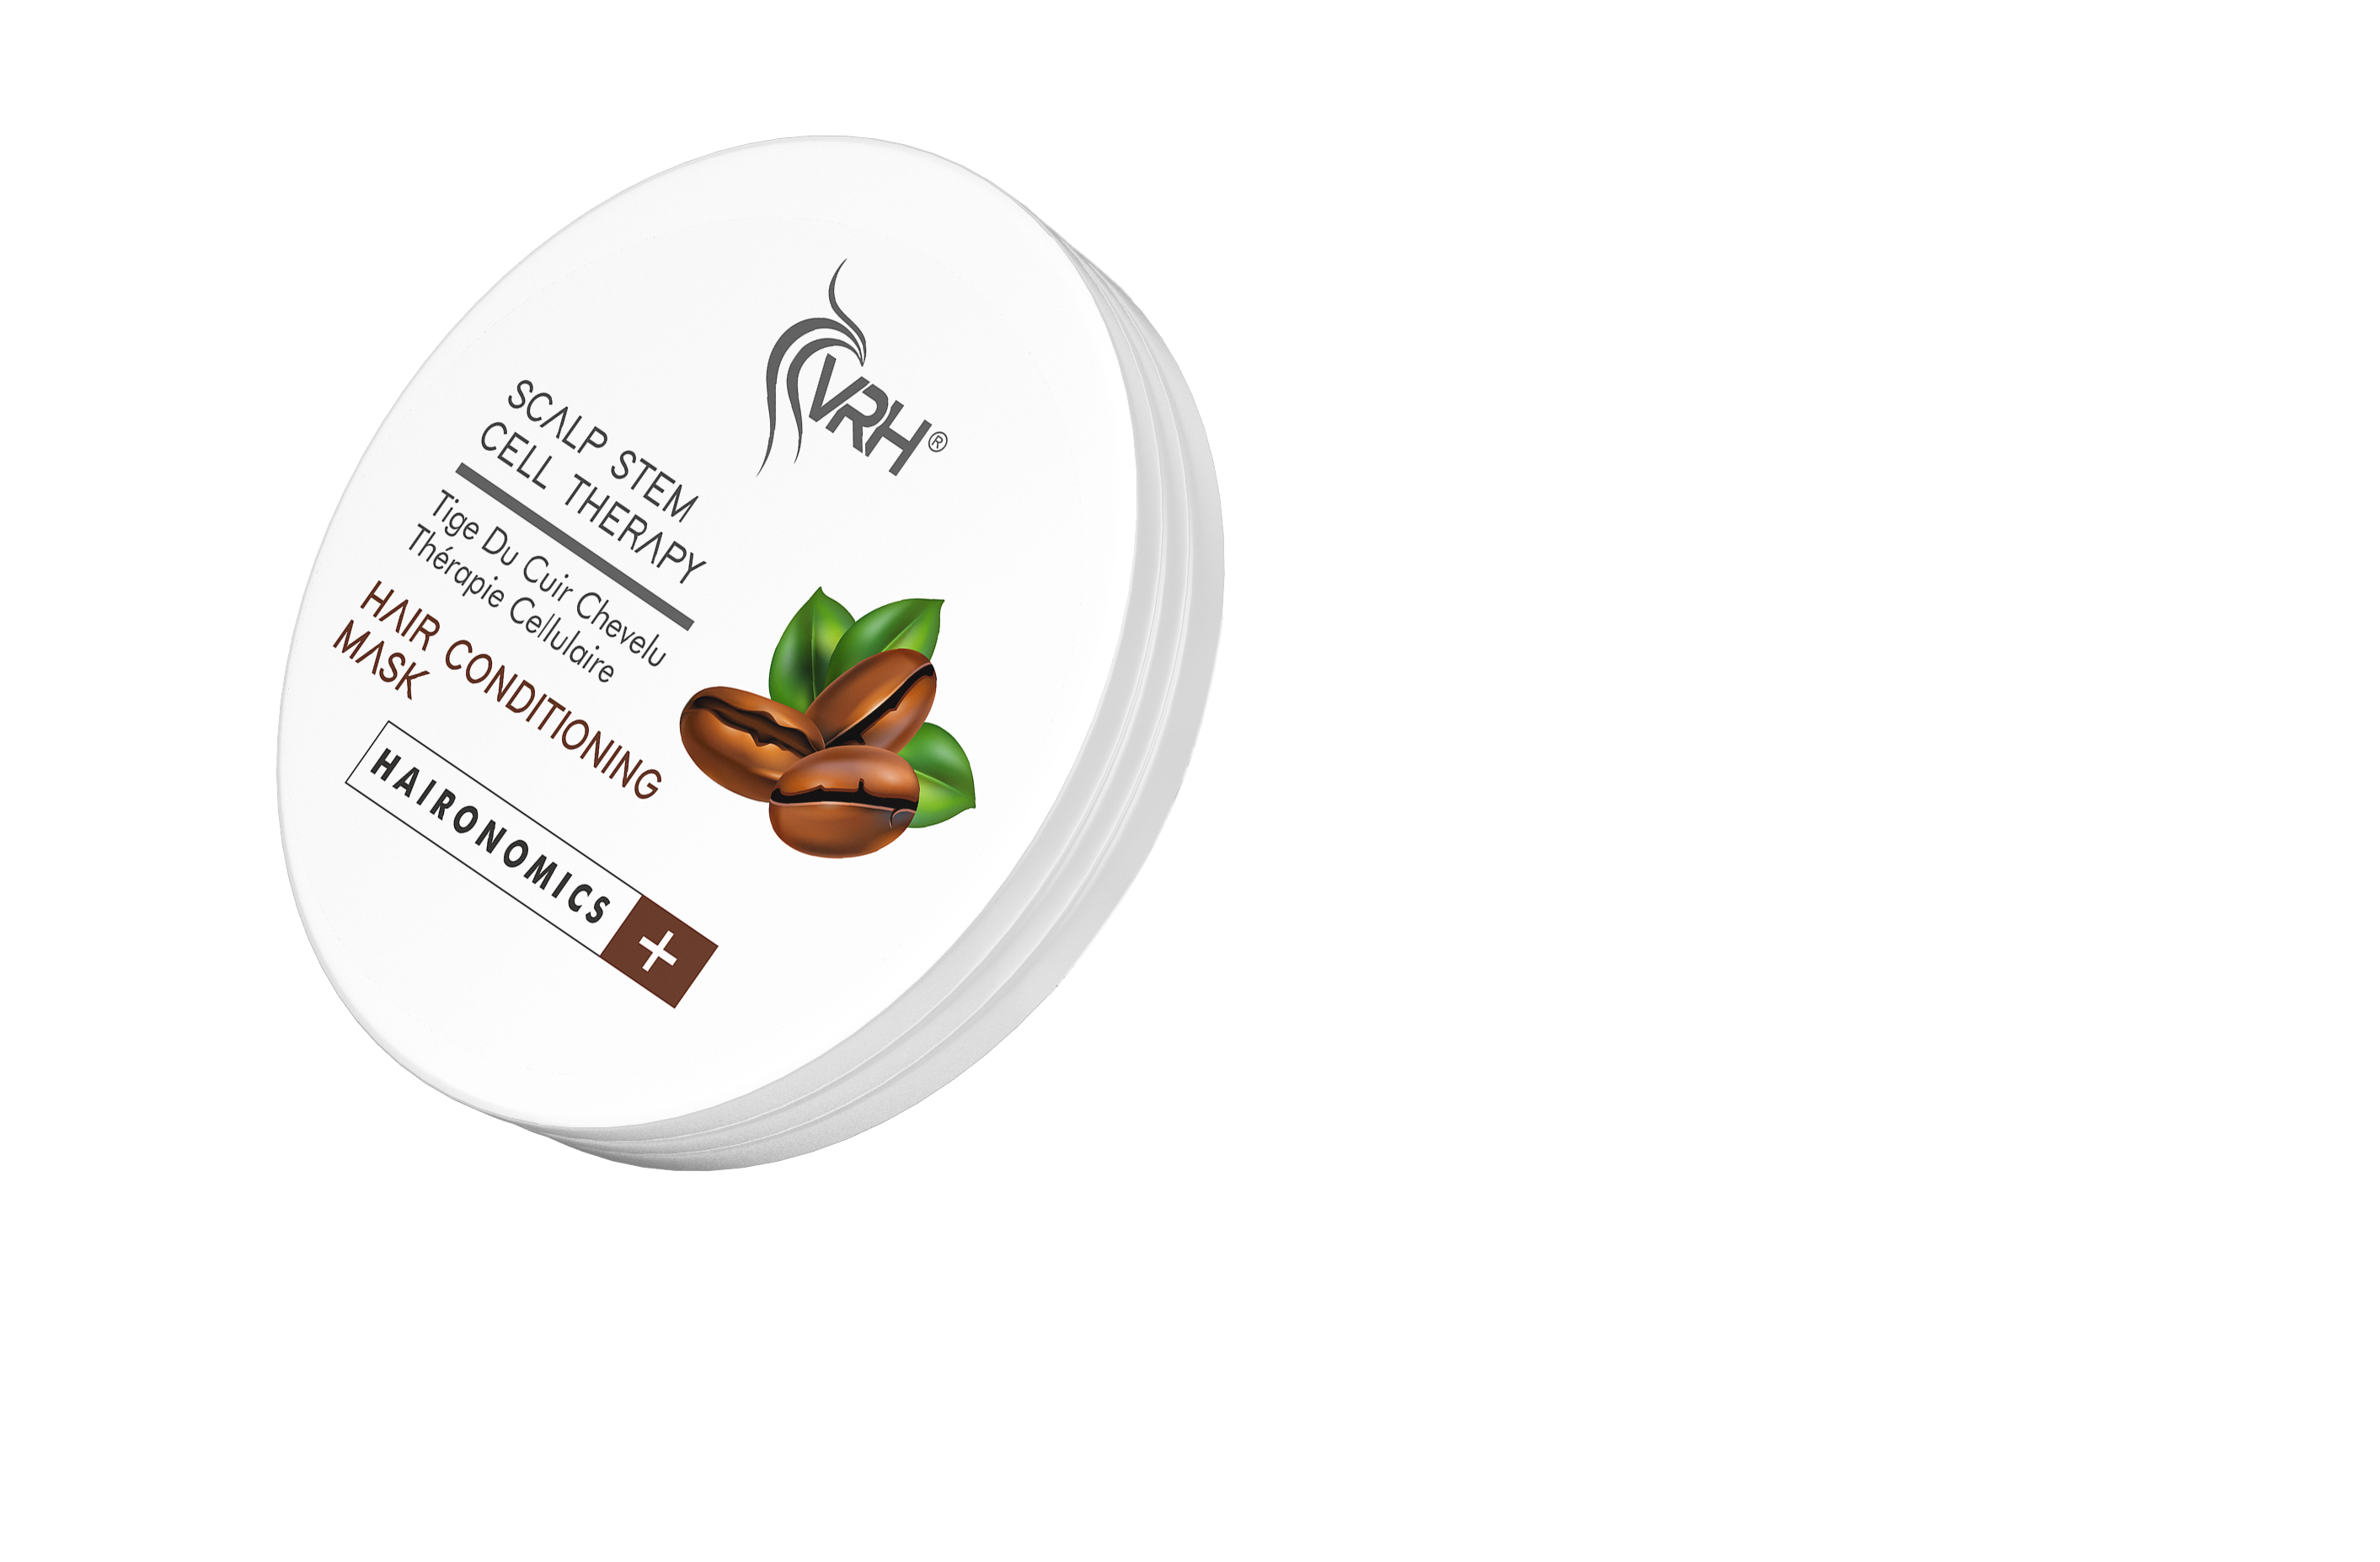 VRH®
SCALP STEM
CELL THERAPY
Tige Du Cuir Chevelu
Thérapie Cellulaire
HAIR CONDITIONING
MASK
HAIRONOMICS +